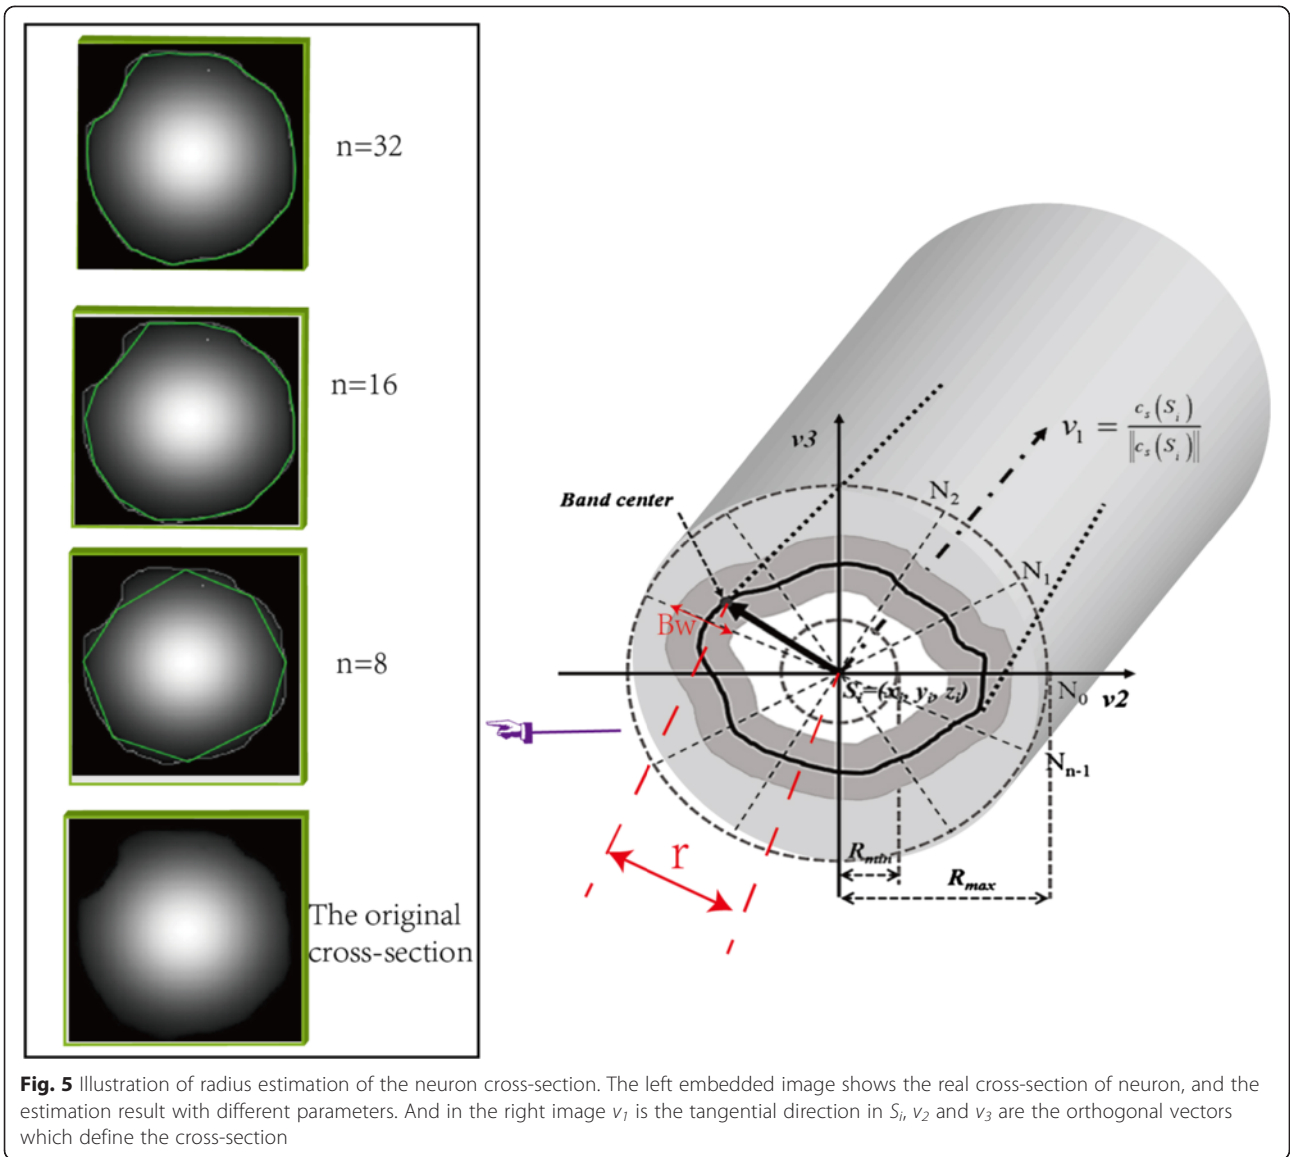 n=32
n=16
n=8
The original
cross-section
v3
v₁ = cₛ(Sᵢ) / ‖cₛ(Sᵢ)‖
Band center
N₂
N₁
Bw
Sᵢ=(xᵢ, yᵢ, zᵢ)
N₀ v2
Nₙ₋₁
r
Rₘᵢₙ
Rₘₐₓ
Fig. 5 Illustration of radius estimation of the neuron cross-section. The left embedded image shows the real cross-section of neuron, and the
estimation result with different parameters. And in the right image v₁ is the tangential direction in Sᵢ, v₂ and v₃ are the orthogonal vectors
which define the cross-section